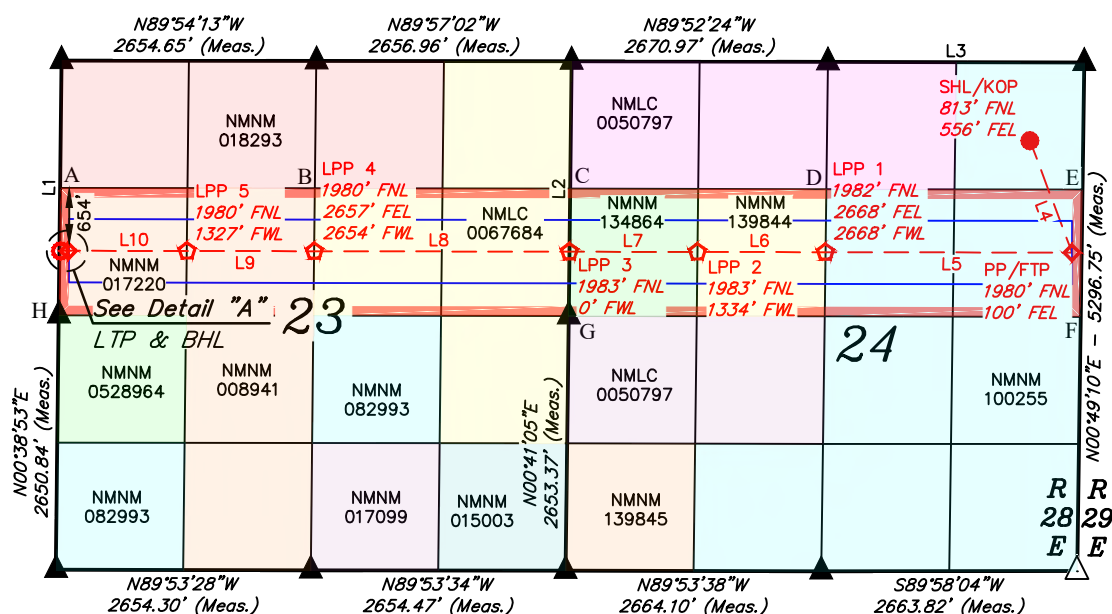 N89°54'13"W
2654.65' (Meas.)
N89°57'02"W
2656.96' (Meas.)
N89°52'24"W
2670.97' (Meas.)
L3
SHL/KOP
813' FNL
556' FEL
NMNM
018293
NMLC
0050797
L1
A
B
LPP 4
1980' FNL
2657' FEL
2654' FWL
L2
C
D
LPP 1
1982' FNL
2668' FEL
2668' FWL
E
L4
654'
LPP 5
1980' FNL
1327' FWL
NMLC
0067684
NMNM
134864
NMNM
139844
L10
L9
L8
L7
L6
L5
NMNM
017220
LPP 3
1983' FNL
0' FWL
LPP 2
1983' FNL
1334' FWL
PP/FTP
1980' FNL
100' FEL
H
See Detail "A"
LTP & BHL
23
G
24
F
N00°49'10"E - 5296.75' (Meas.)
NMNM
0528964
NMNM
008941
NMNM
082993
NMLC
0050797
NMNM
100255
N00°38'53"E
2650.84' (Meas.)
N00°41'05"E
2653.37' (Meas.)
NMNM
082993
NMNM
017099
NMNM
015003
NMNM
139845
R R
28 29
E E
N89°53'28"W
2654.30' (Meas.)
N89°53'34"W
2654.47' (Meas.)
N89°53'38"W
2664.10' (Meas.)
S89°58'04"W
2663.82' (Meas.)